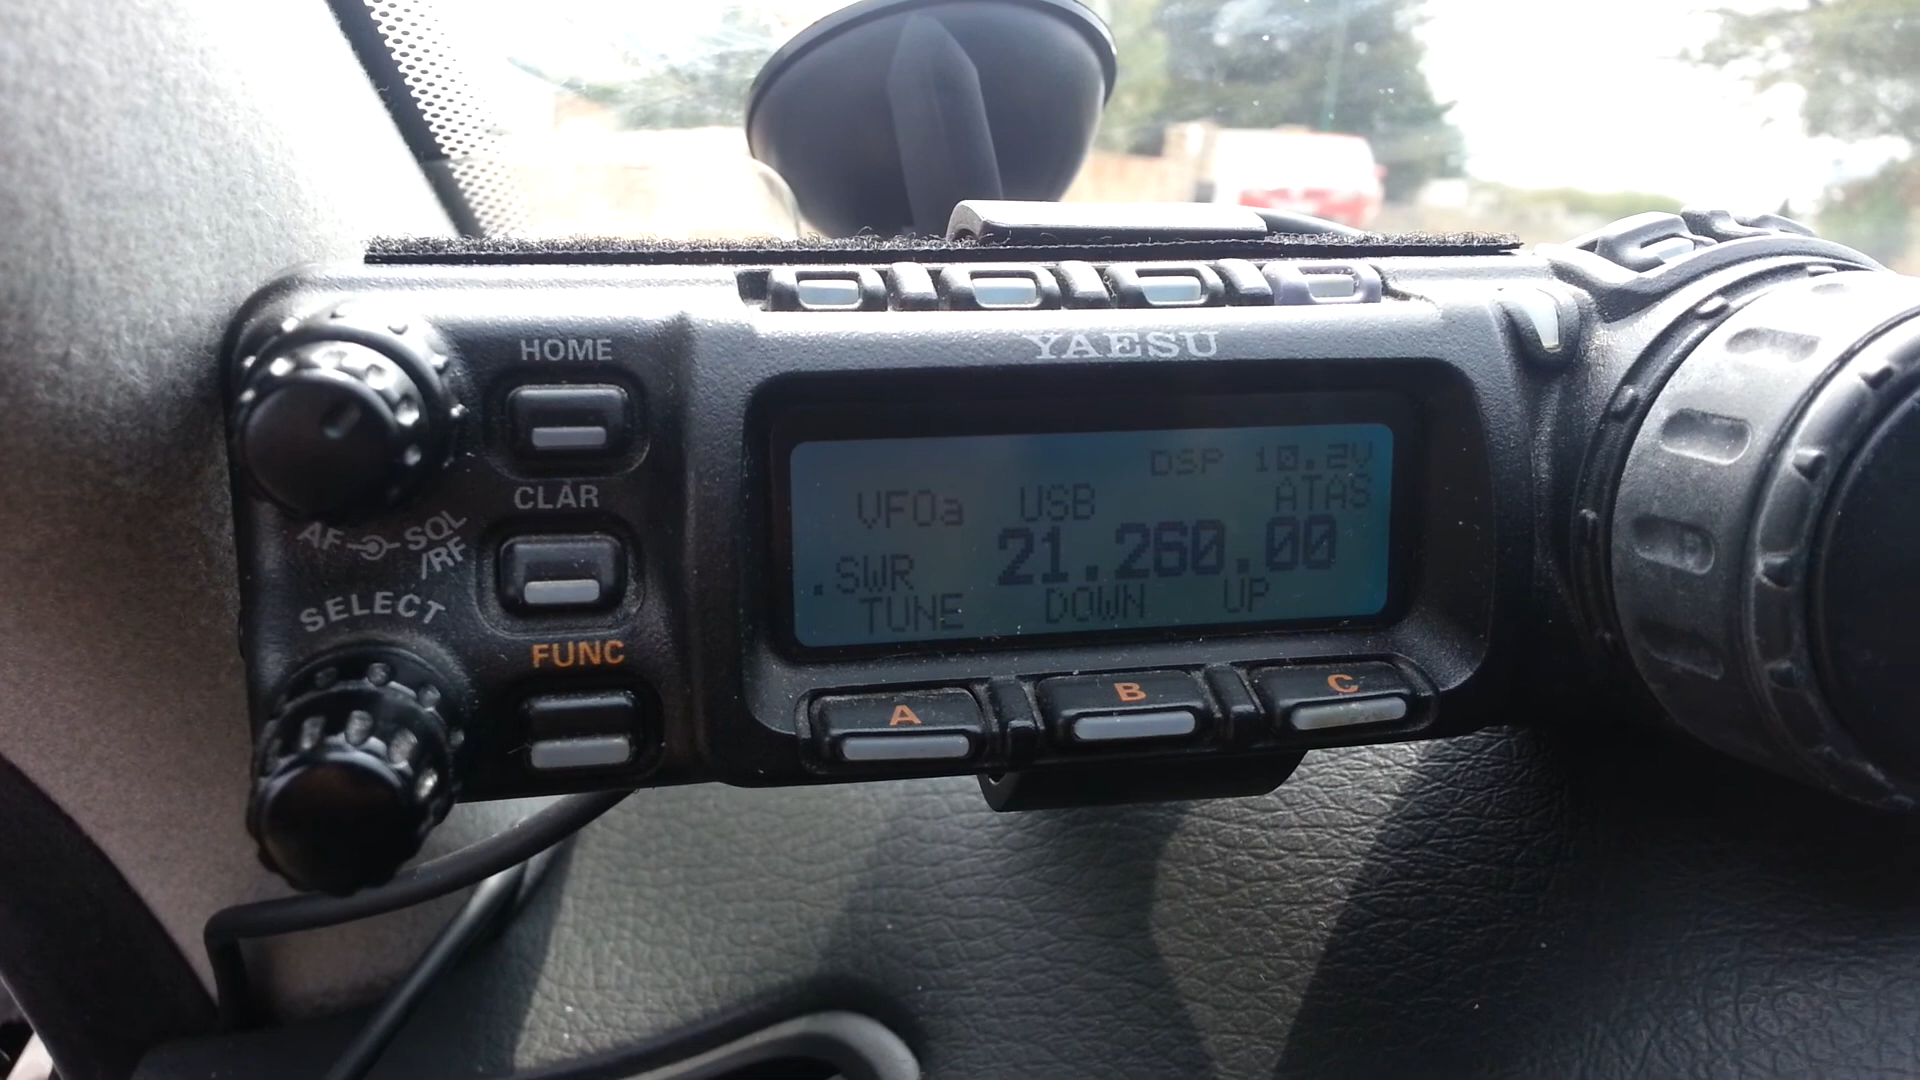 HOME
YAESU
CLAR
AF SQL
/RF
SELECT
FUNC
DSP 10.2V
VFOa USB ATAS
21.260.00
SWR
TUNE DOWN UP
A B C